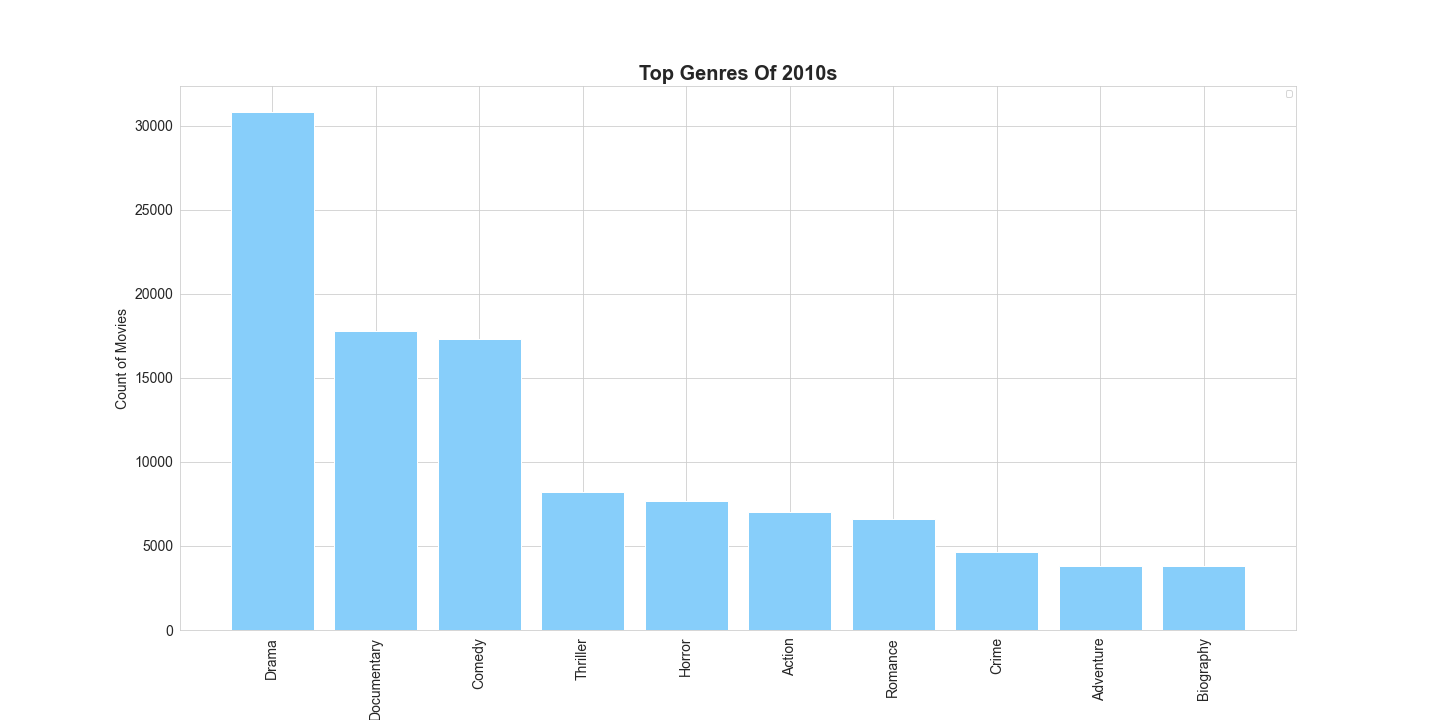 Top Genres Of 2010s
Count of Movies
30000
25000
20000
15000
10000
5000
0
Drama
Documentary
Comedy
Thriller
Horror
Action
Romance
Crime
Adventure
Biography